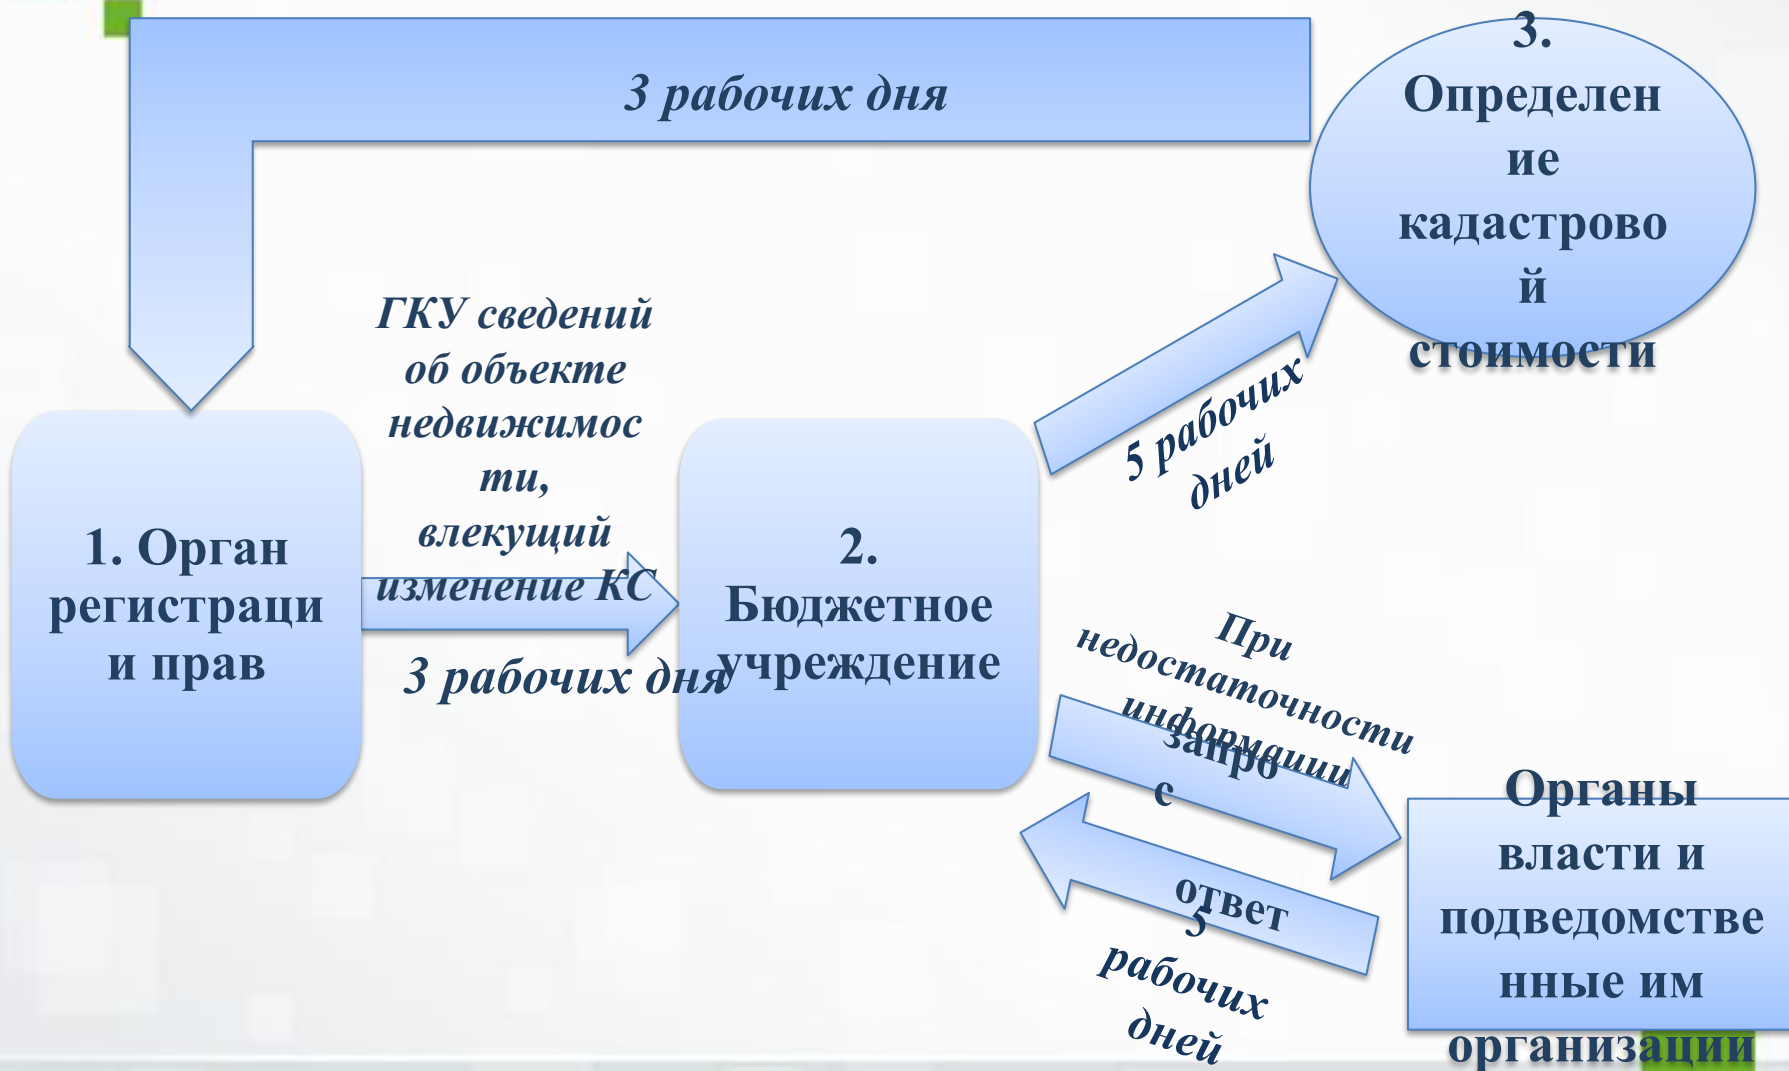 3 рабочих дня
3.
Определен
ие
кадастрово
й
стоимости
ГКУ сведений
об объекте
недвижимос
ти,
влекущий
изменение КС
3 рабочих дня
1. Орган
регистраци
и прав
2.
Бюджетное
учреждение
5 рабочих
дней
При
недостаточности
информации
запро
с
ответ
5
рабочих
дней
Органы
власти и
подведомстве
нные им
организации